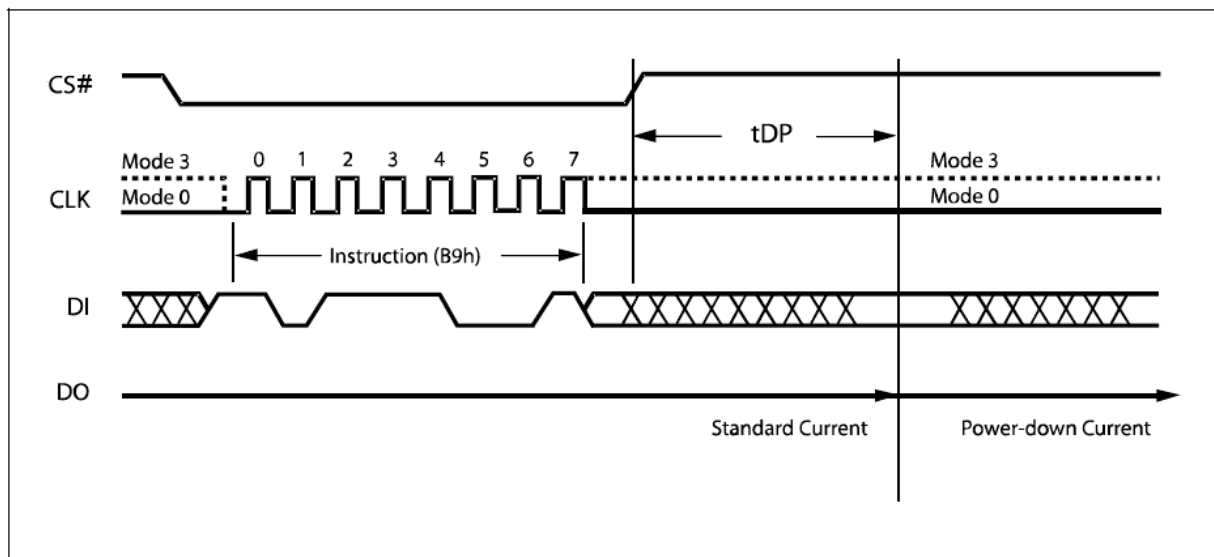 CS#
tDP
Mode 3 0 1 2 3 4 5 6 7 Mode 3
CLK Mode 0 Mode 0
Instruction (B9h)
DI
DO
Standard Current Power-down Current